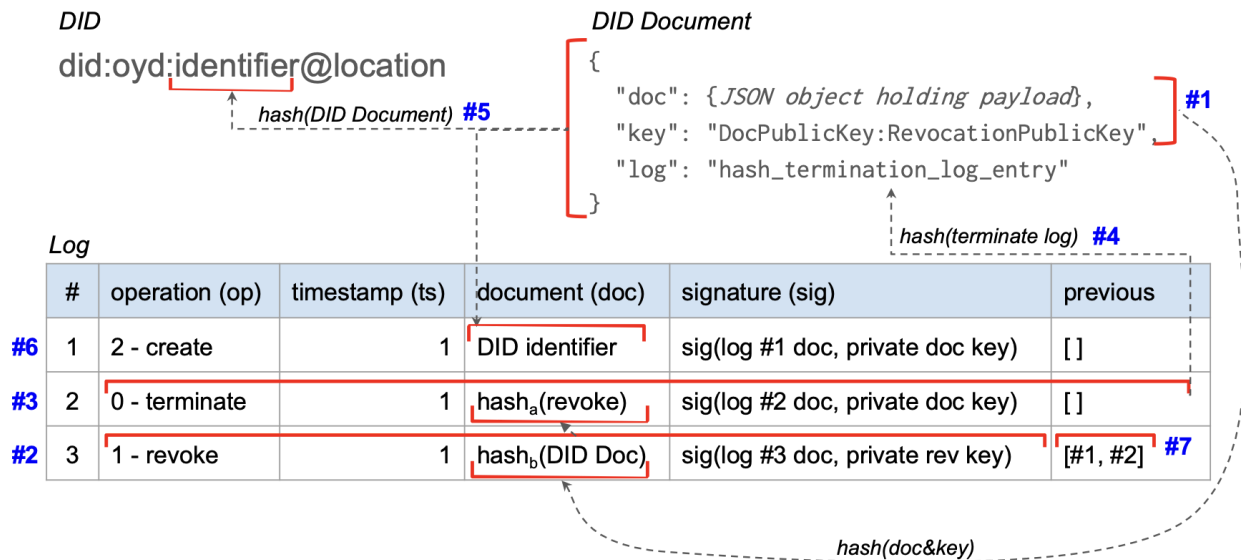 DID
did:oyd:identifier@location
hash(DID Document) #5
DID Document
{
"doc": {JSON object holding payload},
"key": "DocPublicKey:RevocationPublicKey",
"log": "hash_termination_log_entry"
}
#1
hash(terminate log) #4
Log
# operation (op) timestamp (ts) document (doc) signature (sig) previous
#6 1 2 - create 1 DID identifier sig(log #1 doc, private doc key) [ ]
#3 2 0 - terminate 1 hasha(revoke) sig(log #2 doc, private doc key) [ ]
#2 3 1 - revoke 1 hashb(DID Doc) sig(log #3 doc, private rev key) [#1, #2] #7
hash(doc&key)